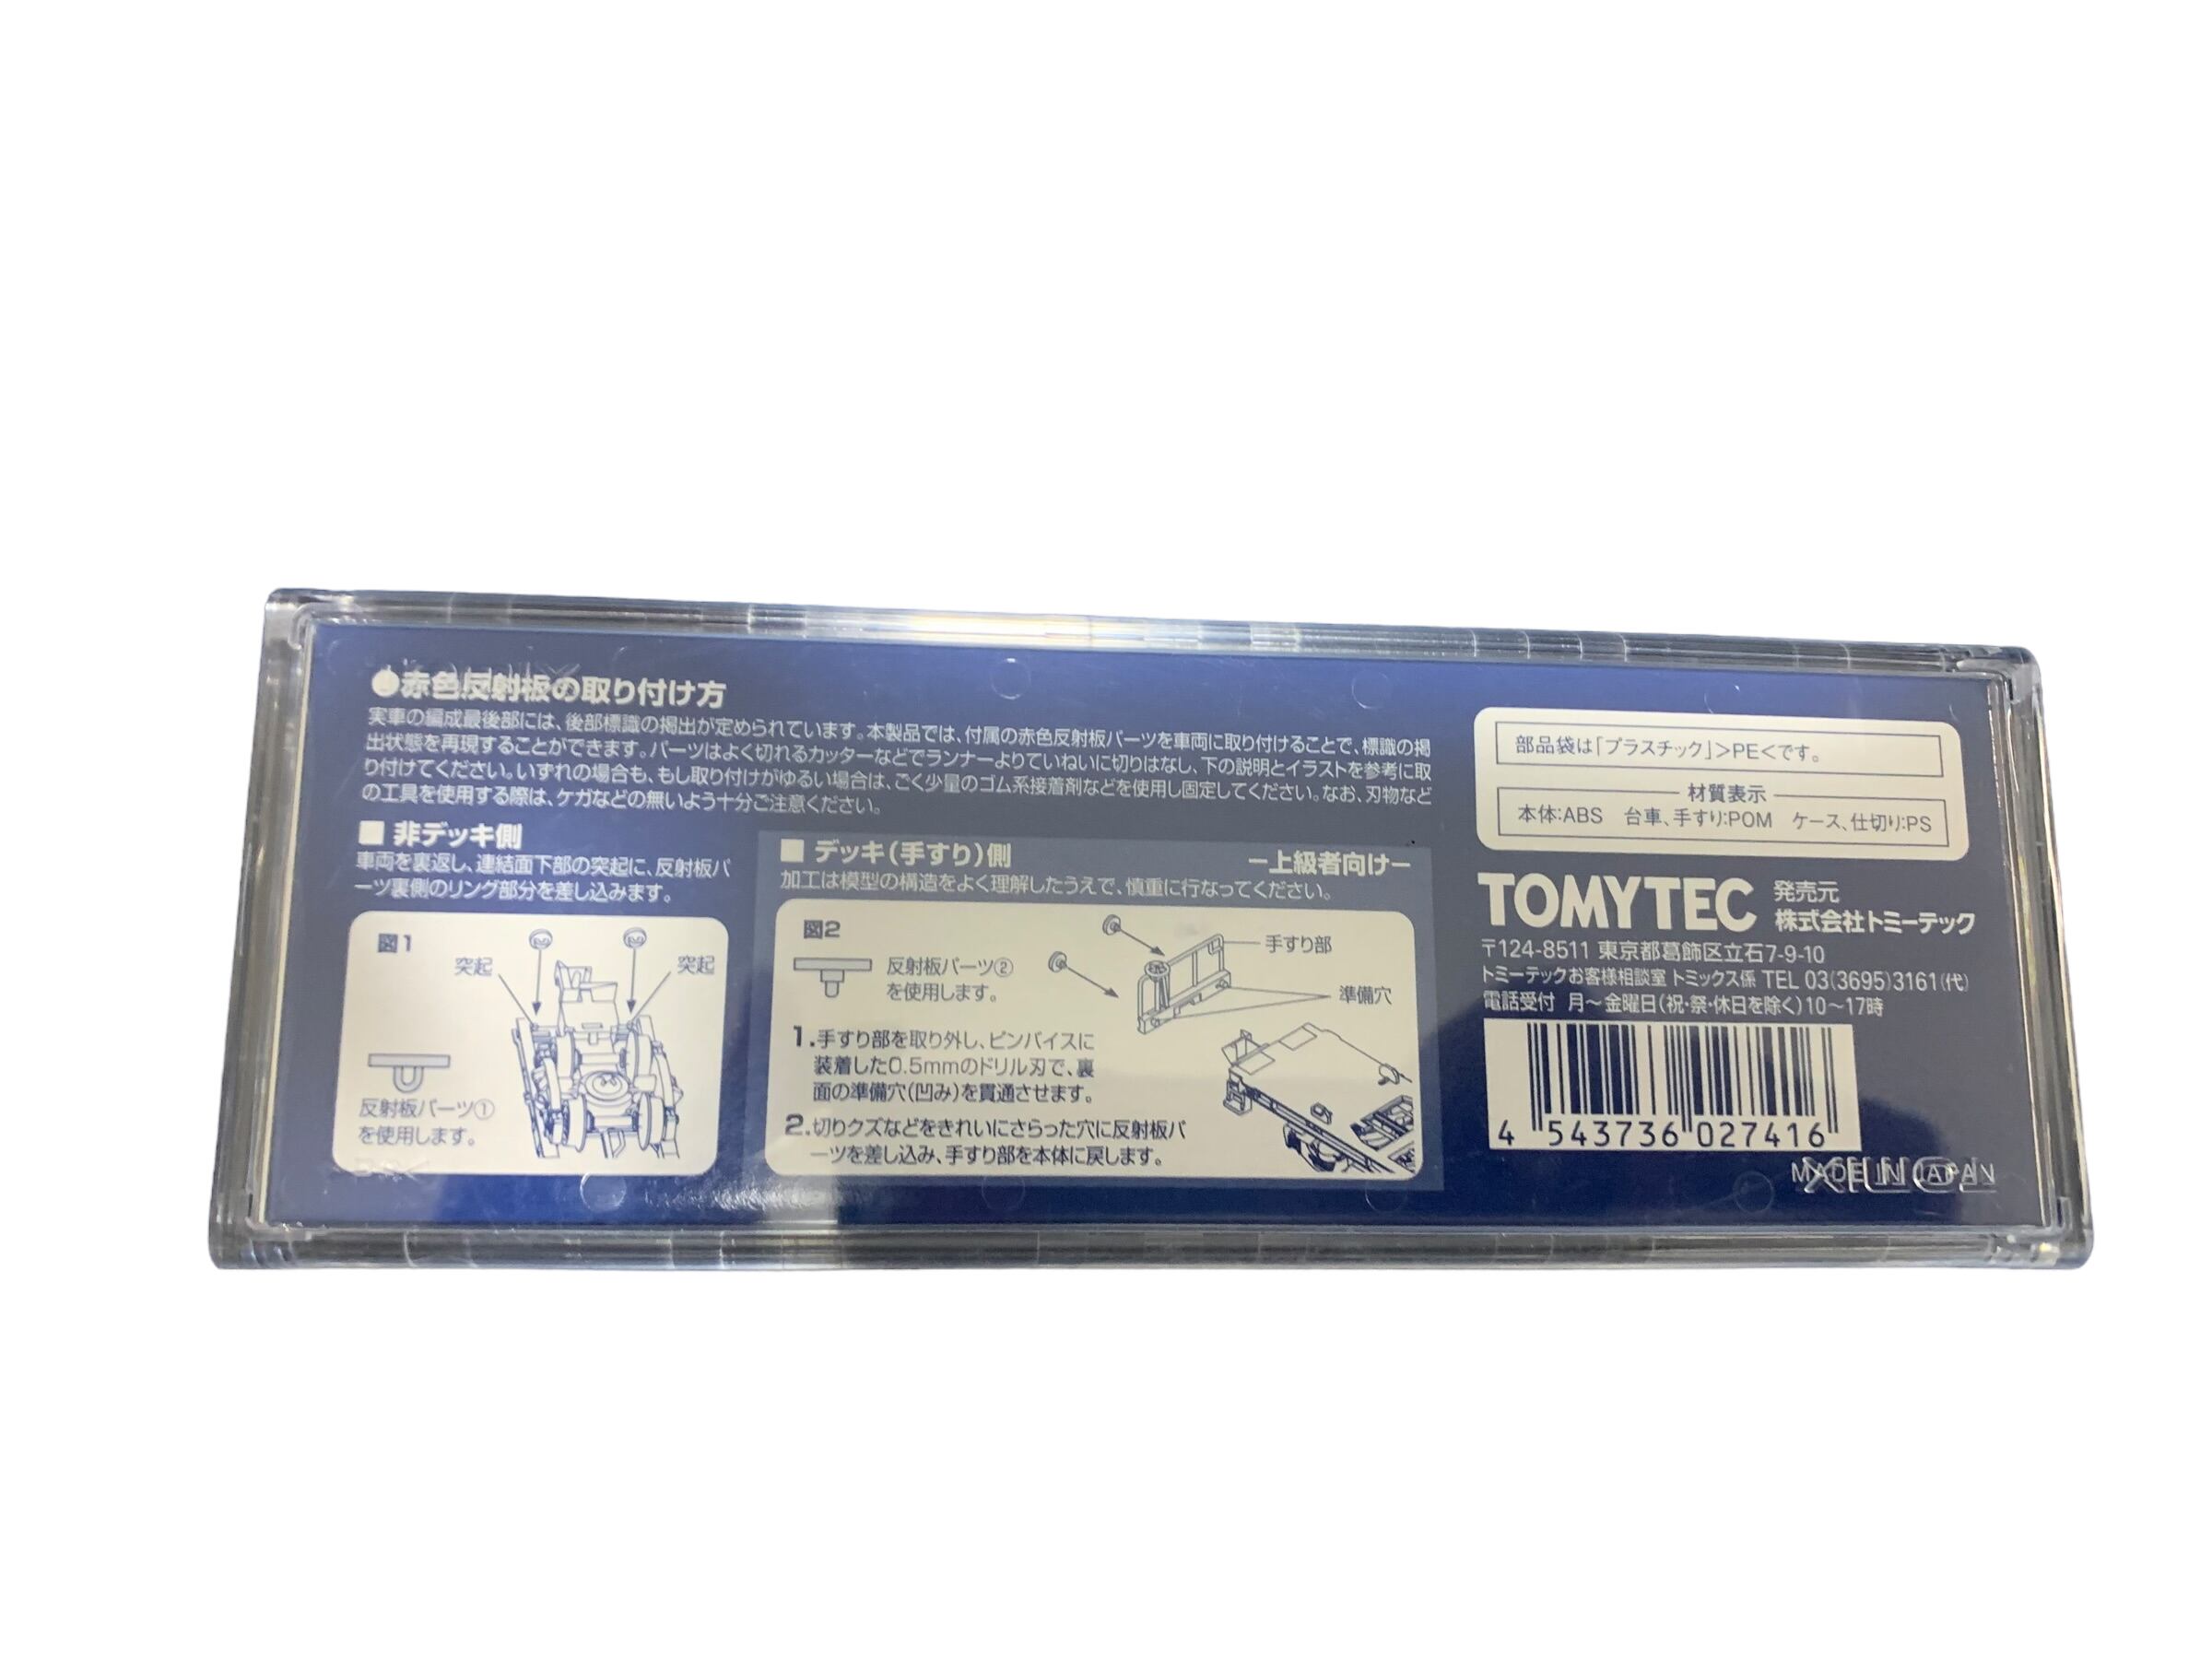 ●赤色反射板の取り付け方
実車の編成最後部には、後部標識の掲出が定められています。本製品では、付属の赤色反射板パーツを車両に取り付けることで、標識の掲
出状態を再現することができます。パーツはよく切れるカッターなどでランナーよりていねいに切りはなし、下の説明とイラストを参考に取
り付けてください。いずれの場合も、もし取り付けがゆるい場合は、ごく少量のゴム系接着剤などを使用し固定してください。なお、刃物など
の工具を使用する際は、ケガなどの無いよう十分ご注意ください。
■ 非デッキ側
車両を裏返し、連結面下部の突起に、反射板パ
ーツ裏側のリング部分を差し込みます。
図1
突起
突起
反射板パーツ①
を使用します。
■ デッキ(手すり)側 ー上級者向けー
加工は模型の構造をよく理解したうえで、慎重に行なってください。
図2
反射板パーツ②
を使用します。
手すり部
準備穴
1.手すり部を取り外し、ピンバイスに
装着した0.5mmのドリル刃で、裏
面の準備穴(凹み)を貫通させます。
2.切りクズなどをきれいにさらった穴に反射板パ
ーツを差し込み、手すり部を本体に戻します。
部品袋は「プラスチック」>PE<です。
材質表示
本体:ABS 台車、手すり:POM ケース、仕切り:PS
TOMYTEC 発売元
株式会社トミーテック
〒124-8511 東京都葛飾区立石7-9-10
トミーテックお客様相談室 トミックス係 TEL 03(3695)3161(代)
電話受付 月～金曜日(祝・祭・休日を除く)10～17時
4 543736 027416
MADE IN JAPAN
TOMIX